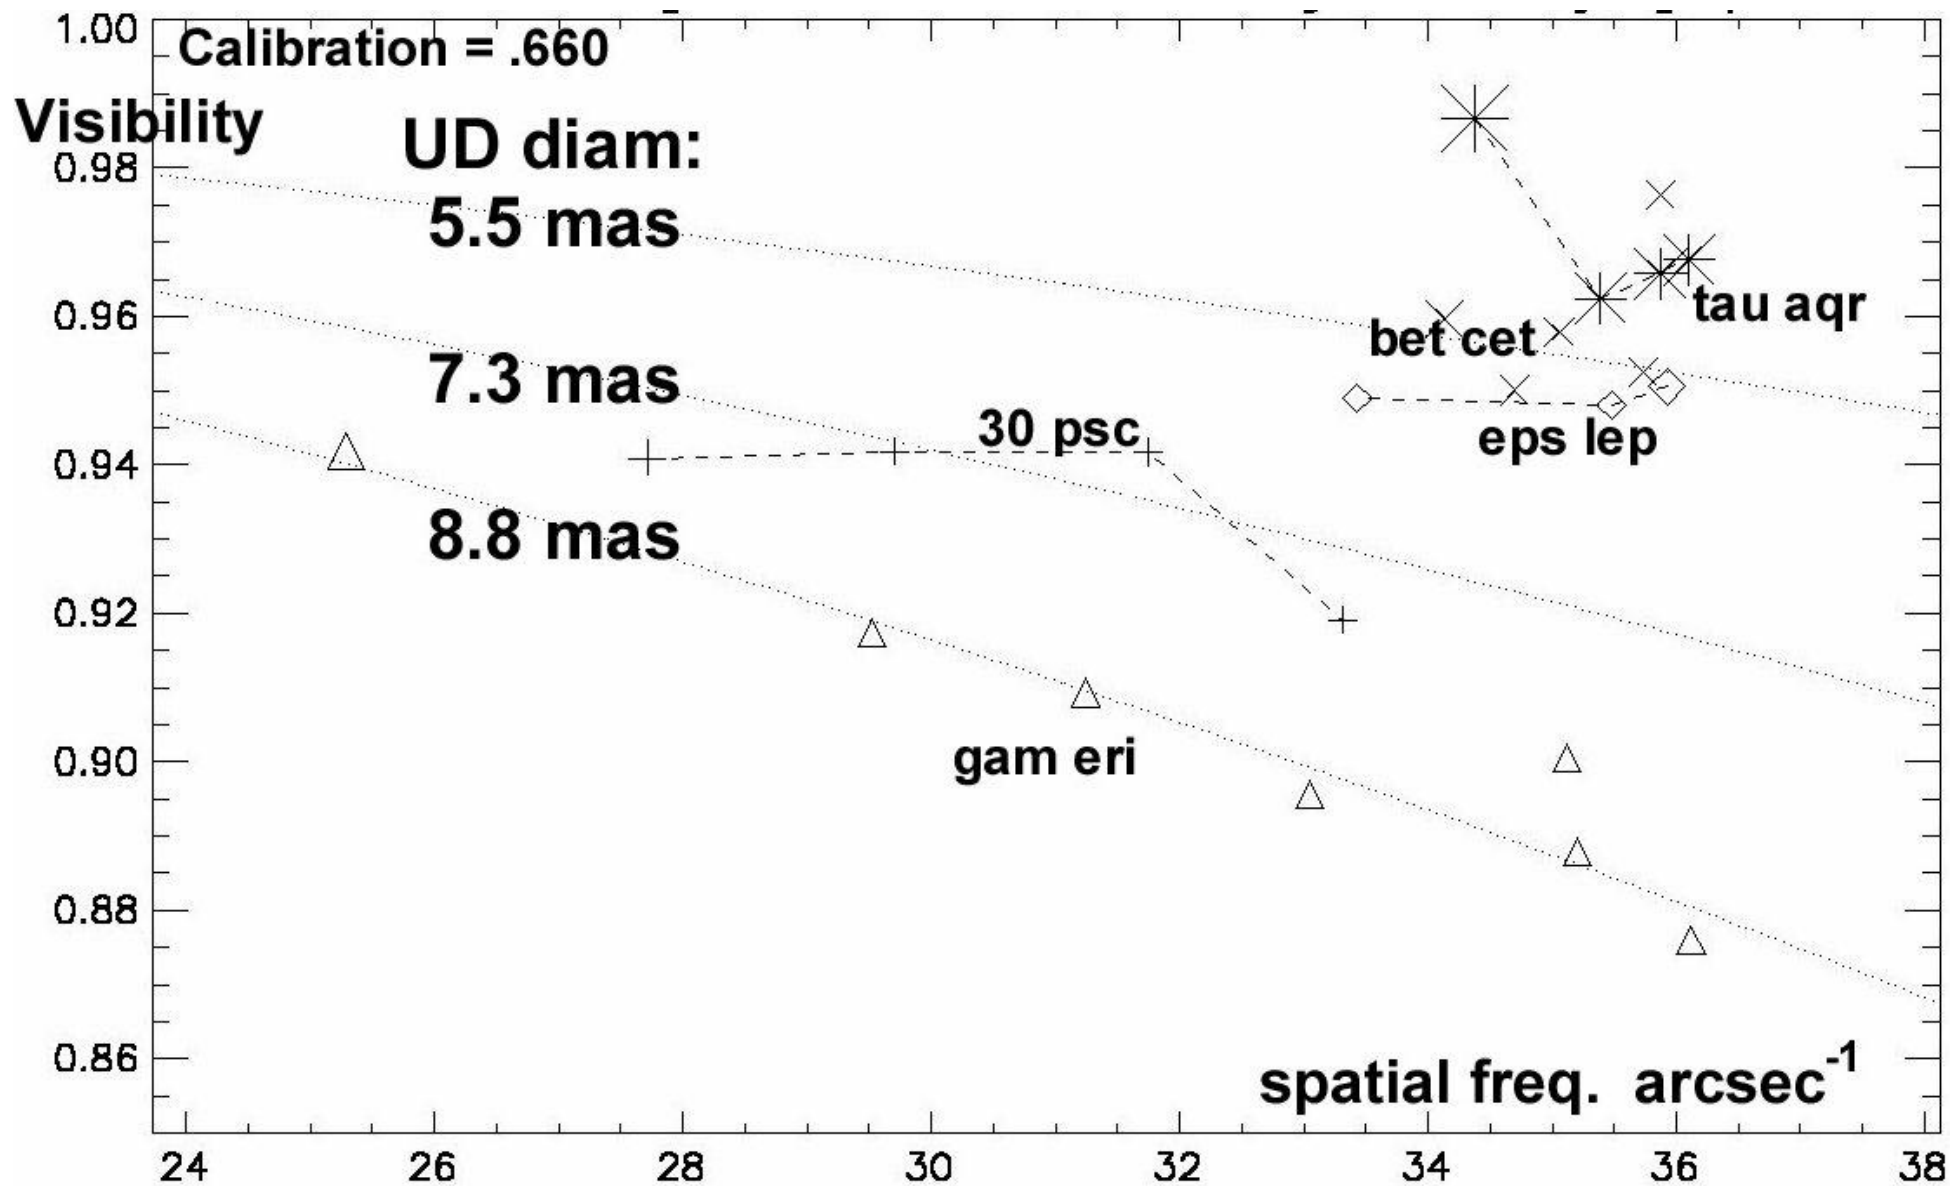 1.00
Calibration = .660
Visibility
UD diam:
0.98
5.5 mas
0.96
tau aqr
bet cet
7.3 mas
30 psc
eps lep
0.94
8.8 mas
0.92
gam eri
0.90
0.88
0.86
spatial freq. arcsec-1
24 26 28 30 32 34 36 38